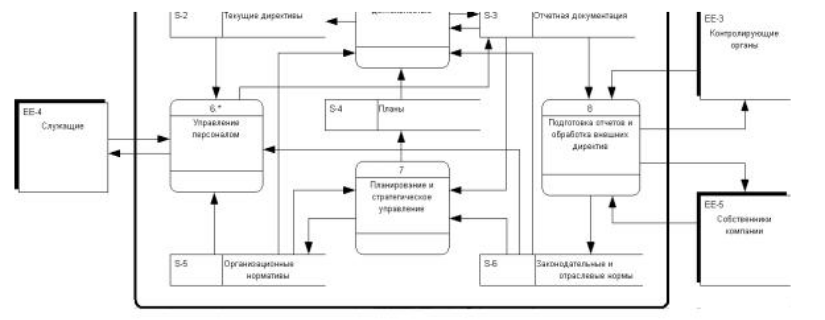 S-2
Текущие директивы
деятельностью
S-3
Отчетная документация
EE-3
Контролирующие
органы
EE-4
Служащие
6.*
Управление
персоналом
S-4
Планы
8
Подготовка отчетов и
обработка внешних
директив
7
Планирование и
стратегическое
управление
EE-5
Собственники
компании
S-5
Организационные
нормативы
S-6
Законодательные и
отраслевые нормы